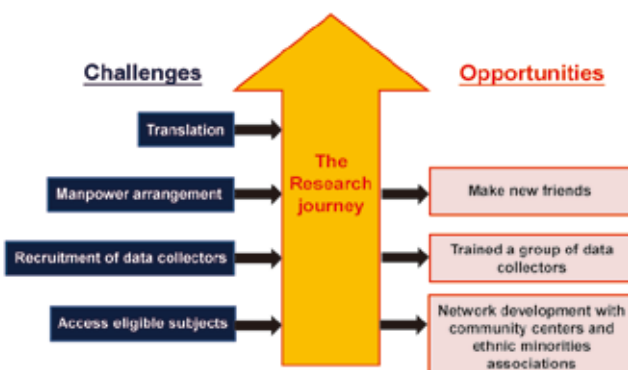 Challenges
Opportunities
Translation
The
Research
journey
Manpower arrangement
Make new friends
Recruitment of data collectors
Trained a group of data
collectors
Access eligible subjects
Network development with
community centers and
ethnic minorities
associations